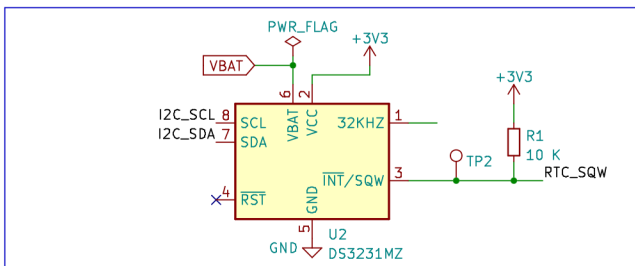 PWR_FLAG
+3V3
VBAT
+3V3
6
2
I2C_SCL
8
SCL
VBAT
VCC
32KHZ
1
I2C_SDA
7
SDA
R1
10 K
TP2
INT/SQW
3
RTC_SQW
4
RST
GND
5
U2
GND
DS3231MZ